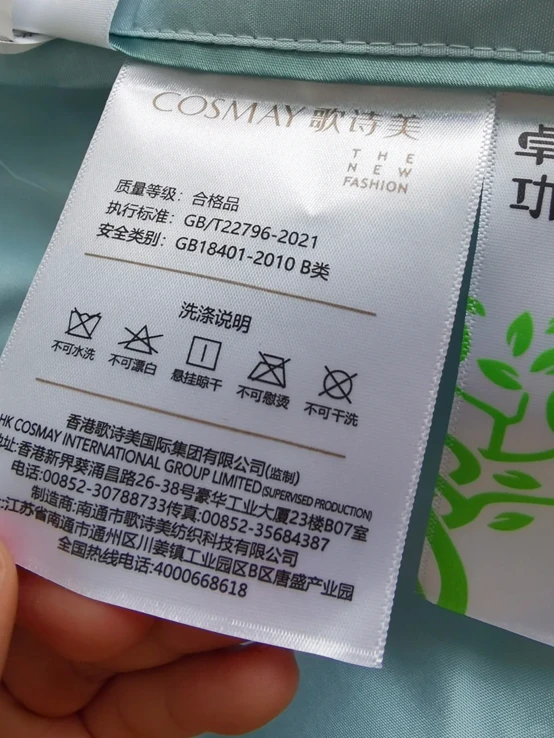 COSMAY 歌诗美
THE
NEW
FASHION
质量等级：合格品
执行标准：GB/T22796-2021
安全类别：GB18401-2010 B类
洗涤说明
不可水洗 不可漂白 悬挂晾干 不可熨烫 不可干洗
香港歌诗美国际集团有限公司(监制)
HK COSMAY INTERNATIONAL GROUP LIMITED(SUPERVISED PRODUCTION)
地址:香港新界葵涌昌路26-38号豪华工业大厦23楼B07室
电话:00852-30788733传真:00852-35684387
制造商:南通市歌诗美纺织科技有限公司
:江苏省南通市通州区川姜镇工业园区B区唐盛产业园
全国热线电话:4000668618
卓
功